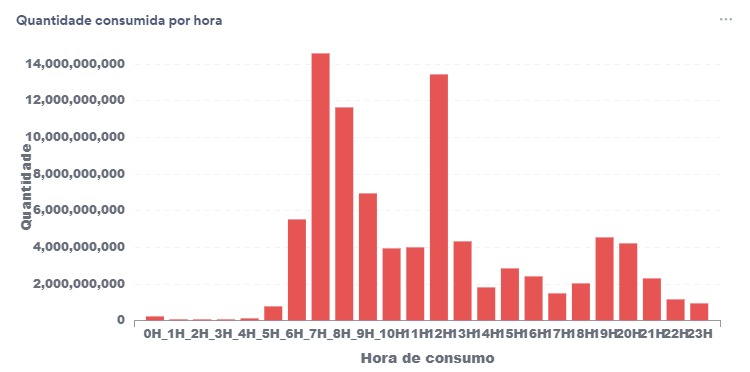 Quantidade consumida por hora
...
14,000,000,000
12,000,000,000
10,000,000,000
8,000,000,000
6,000,000,000
4,000,000,000
2,000,000,000
0
Quantidade
0H_1H_2H_3H_4H_5H_6H_7H_8H_9H_10H11H12H13H14H15H16H17H18H19H20H21H22H23H
Hora de consumo